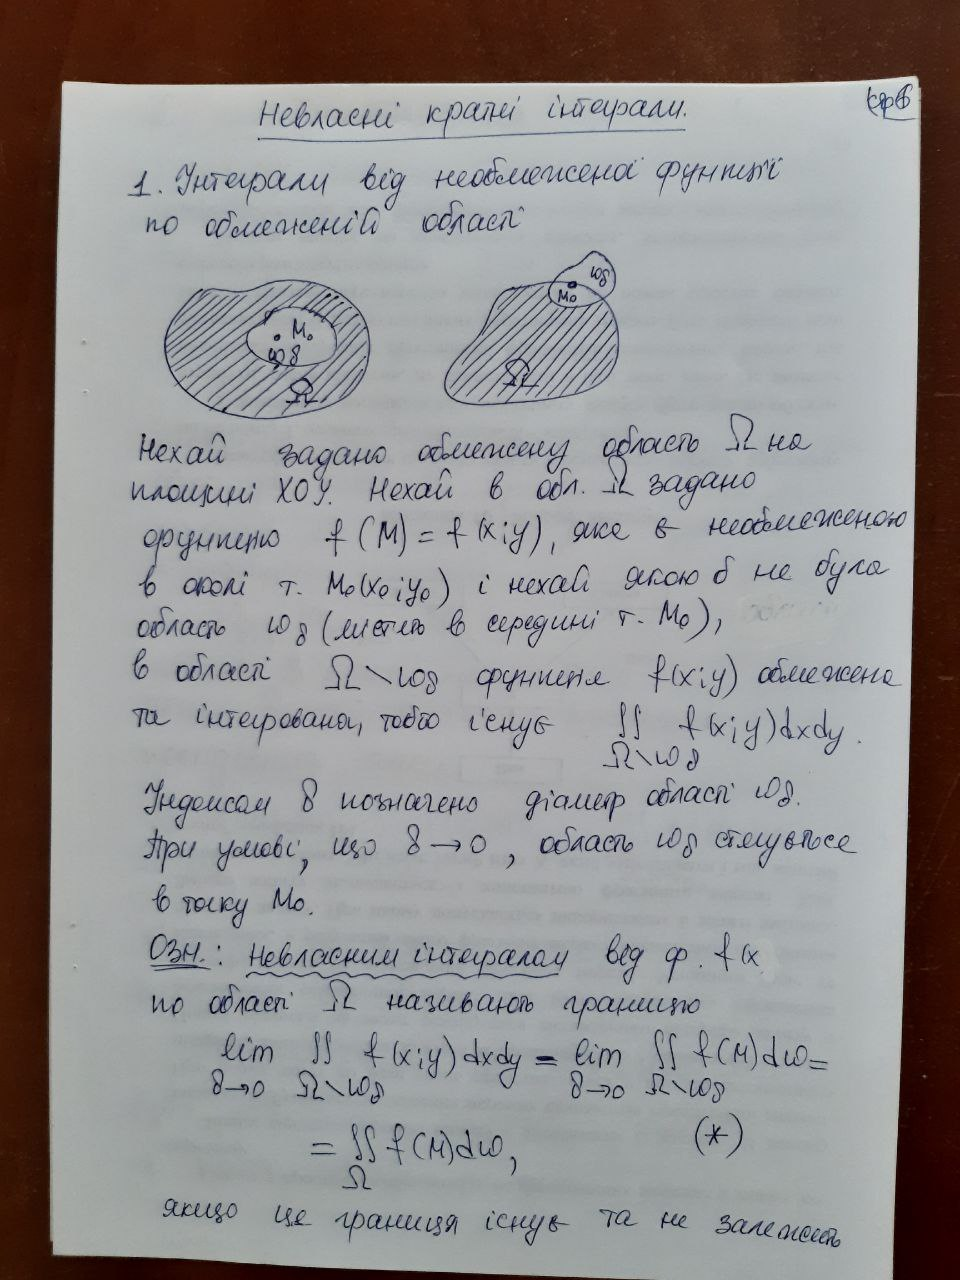 Невласні кратні інтеграли.
1. Інтеграли від необмеженої функції
по обмеженій області
M₀ ω_δ Ω
M₀ ω_δ Ω
Нехай задано обмежену область Ω на
площині XOY. Нехай в обл. Ω задано
функцію f(M) = f(x;y), яка є необмеженою
в околі т. M₀(x₀;y₀) і нехай якою б не була
область ω_δ (містить в середині т. M₀),
в області Ω\ω_δ функція f(x;y) обмежена
та інтегрована, тобто існує ∬_{Ω\ω_δ} f(x;y)dxdy.
Індексом δ позначено діаметр області ω_δ.
При умові, що δ→0, область ω_δ стягується
в точку M₀.
Озн.: Невласним інтегралом від ф. f(x
по області Ω називають границю
lim_{δ→0} ∬_{Ω\ω_δ} f(x;y)dxdy = lim_{δ→0} ∬_{Ω\ω_δ} f(M)dω =
= ∬_Ω f(M)dω, (*)
якщо ця границя існує та не залежить